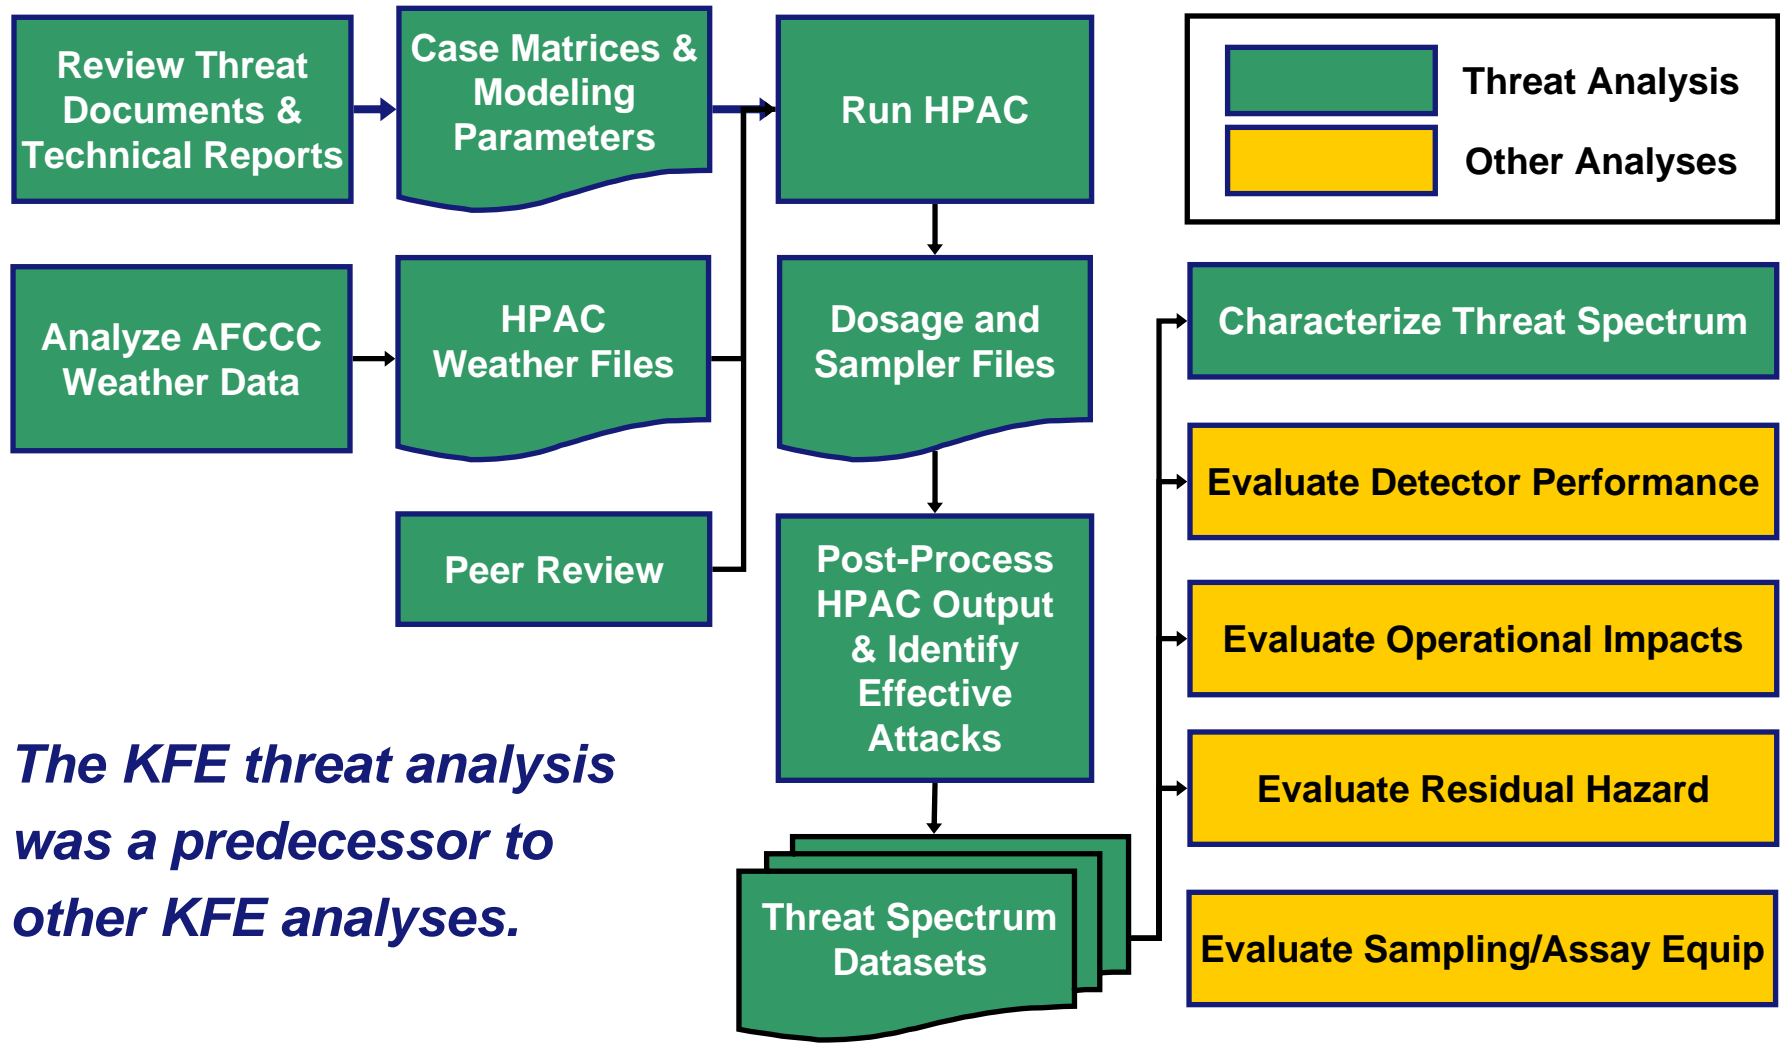 Review Threat
Documents &
Technical Reports
Case Matrices &
Modeling
Parameters
Run HPAC
Threat Analysis
Other Analyses
Analyze AFCCC
Weather Data
HPAC
Weather Files
Dosage and
Sampler Files
Characterize Threat Spectrum
Evaluate Detector Performance
Peer Review
Post-Process
HPAC Output
& Identify
Effective
Attacks
Evaluate Operational Impacts
Evaluate Residual Hazard
The KFE threat analysis
was a predecessor to
other KFE analyses.
Threat Spectrum
Datasets
Evaluate Sampling/Assay Equip